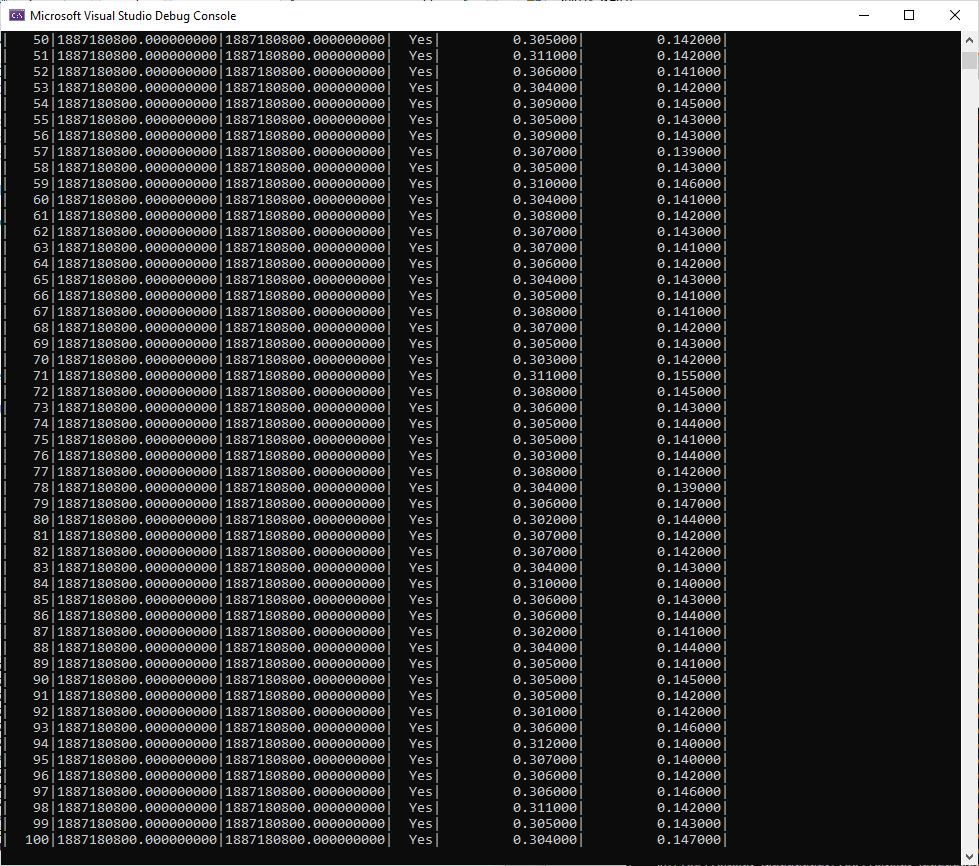 Microsoft Visual Studio Debug Console
| 50|1887180800.000000000|1887180800.000000000| Yes| 0.305000| 0.142000|
| 51|1887180800.000000000|1887180800.000000000| Yes| 0.311000| 0.142000|
| 52|1887180800.000000000|1887180800.000000000| Yes| 0.306000| 0.141000|
| 53|1887180800.000000000|1887180800.000000000| Yes| 0.304000| 0.142000|
| 54|1887180800.000000000|1887180800.000000000| Yes| 0.309000| 0.145000|
| 55|1887180800.000000000|1887180800.000000000| Yes| 0.305000| 0.143000|
| 56|1887180800.000000000|1887180800.000000000| Yes| 0.309000| 0.143000|
| 57|1887180800.000000000|1887180800.000000000| Yes| 0.307000| 0.139000|
| 58|1887180800.000000000|1887180800.000000000| Yes| 0.305000| 0.143000|
| 59|1887180800.000000000|1887180800.000000000| Yes| 0.310000| 0.146000|
| 60|1887180800.000000000|1887180800.000000000| Yes| 0.304000| 0.141000|
| 61|1887180800.000000000|1887180800.000000000| Yes| 0.308000| 0.142000|
| 62|1887180800.000000000|1887180800.000000000| Yes| 0.307000| 0.143000|
| 63|1887180800.000000000|1887180800.000000000| Yes| 0.307000| 0.141000|
| 64|1887180800.000000000|1887180800.000000000| Yes| 0.306000| 0.142000|
| 65|1887180800.000000000|1887180800.000000000| Yes| 0.304000| 0.143000|
| 66|1887180800.000000000|1887180800.000000000| Yes| 0.305000| 0.141000|
| 67|1887180800.000000000|1887180800.000000000| Yes| 0.308000| 0.141000|
| 68|1887180800.000000000|1887180800.000000000| Yes| 0.307000| 0.142000|
| 69|1887180800.000000000|1887180800.000000000| Yes| 0.305000| 0.143000|
| 70|1887180800.000000000|1887180800.000000000| Yes| 0.303000| 0.142000|
| 71|1887180800.000000000|1887180800.000000000| Yes| 0.311000| 0.155000|
| 72|1887180800.000000000|1887180800.000000000| Yes| 0.308000| 0.145000|
| 73|1887180800.000000000|1887180800.000000000| Yes| 0.306000| 0.143000|
| 74|1887180800.000000000|1887180800.000000000| Yes| 0.305000| 0.144000|
| 75|1887180800.000000000|1887180800.000000000| Yes| 0.305000| 0.141000|
| 76|1887180800.000000000|1887180800.000000000| Yes| 0.303000| 0.144000|
| 77|1887180800.000000000|1887180800.000000000| Yes| 0.308000| 0.142000|
| 78|1887180800.000000000|1887180800.000000000| Yes| 0.304000| 0.139000|
| 79|1887180800.000000000|1887180800.000000000| Yes| 0.306000| 0.147000|
| 80|1887180800.000000000|1887180800.000000000| Yes| 0.302000| 0.144000|
| 81|1887180800.000000000|1887180800.000000000| Yes| 0.307000| 0.142000|
| 82|1887180800.000000000|1887180800.000000000| Yes| 0.307000| 0.142000|
| 83|1887180800.000000000|1887180800.000000000| Yes| 0.304000| 0.143000|
| 84|1887180800.000000000|1887180800.000000000| Yes| 0.310000| 0.140000|
| 85|1887180800.000000000|1887180800.000000000| Yes| 0.306000| 0.143000|
| 86|1887180800.000000000|1887180800.000000000| Yes| 0.306000| 0.144000|
| 87|1887180800.000000000|1887180800.000000000| Yes| 0.302000| 0.141000|
| 88|1887180800.000000000|1887180800.000000000| Yes| 0.304000| 0.144000|
| 89|1887180800.000000000|1887180800.000000000| Yes| 0.305000| 0.141000|
| 90|1887180800.000000000|1887180800.000000000| Yes| 0.305000| 0.145000|
| 91|1887180800.000000000|1887180800.000000000| Yes| 0.305000| 0.142000|
| 92|1887180800.000000000|1887180800.000000000| Yes| 0.301000| 0.142000|
| 93|1887180800.000000000|1887180800.000000000| Yes| 0.306000| 0.146000|
| 94|1887180800.000000000|1887180800.000000000| Yes| 0.312000| 0.140000|
| 95|1887180800.000000000|1887180800.000000000| Yes| 0.307000| 0.140000|
| 96|1887180800.000000000|1887180800.000000000| Yes| 0.306000| 0.142000|
| 97|1887180800.000000000|1887180800.000000000| Yes| 0.306000| 0.146000|
| 98|1887180800.000000000|1887180800.000000000| Yes| 0.311000| 0.142000|
| 99|1887180800.000000000|1887180800.000000000| Yes| 0.305000| 0.143000|
| 100|1887180800.000000000|1887180800.000000000| Yes| 0.304000| 0.147000|